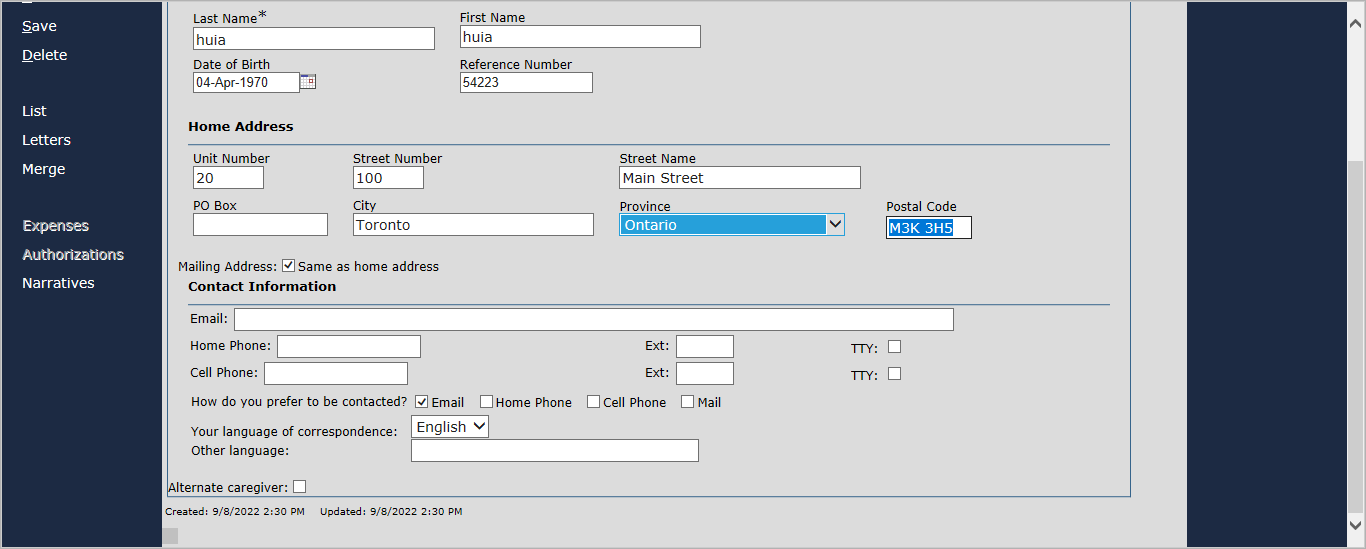 Save
Delete
List
Letters
Merge
Expenses
Authorizations
Narratives
Last Name* First Name
huia huia
Date of Birth Reference Number
04-Apr-1970 54223
Home Address
Unit Number Street Number Street Name
20 100 Main Street
PO Box City Province Postal Code
Toronto Ontario M3K 3H5
Mailing Address: Same as home address
Contact Information
Email:
Home Phone: Ext: TTY:
Cell Phone: Ext: TTY:
How do you prefer to be contacted? Email Home Phone Cell Phone Mail
Your language of correspondence: English
Other language:
Alternate caregiver:
Created: 9/8/2022 2:30 PM Updated: 9/8/2022 2:30 PM